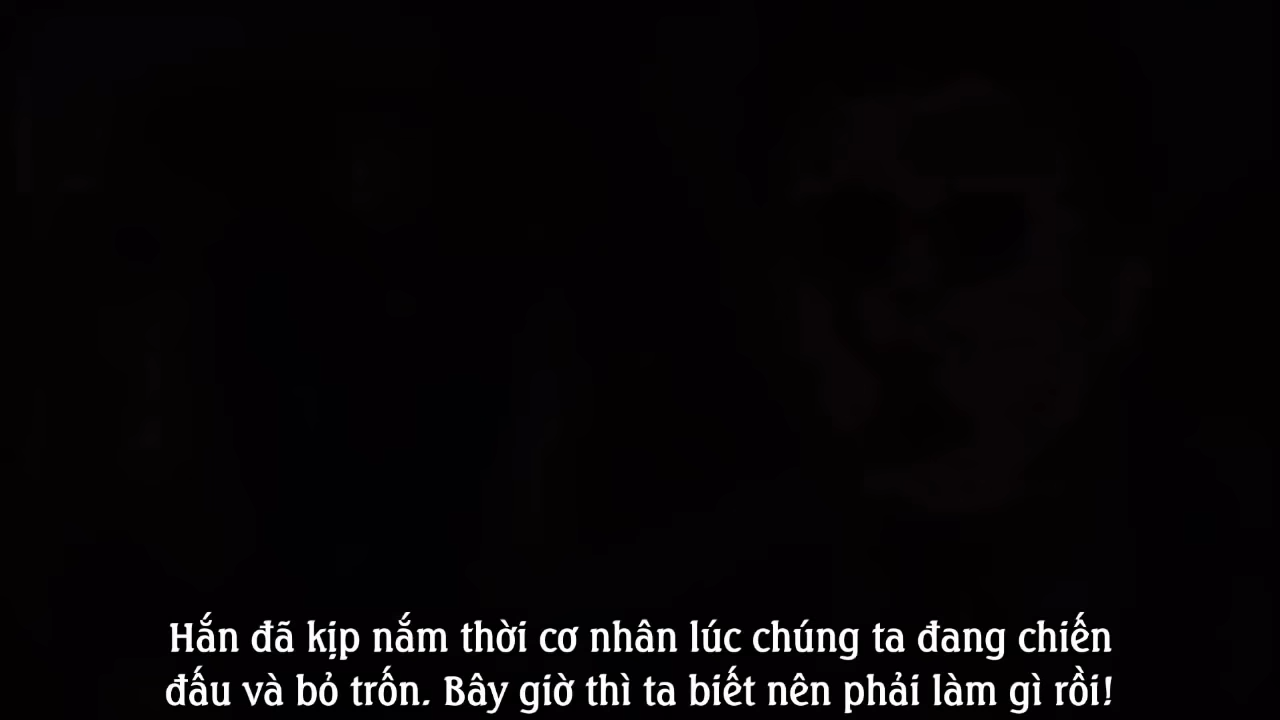 Hắn đã kịp nắm thời cơ nhân lúc chúng ta đang chiến
đấu và bỏ trốn. Bây giờ thì ta biết nên phải làm gì rồi!